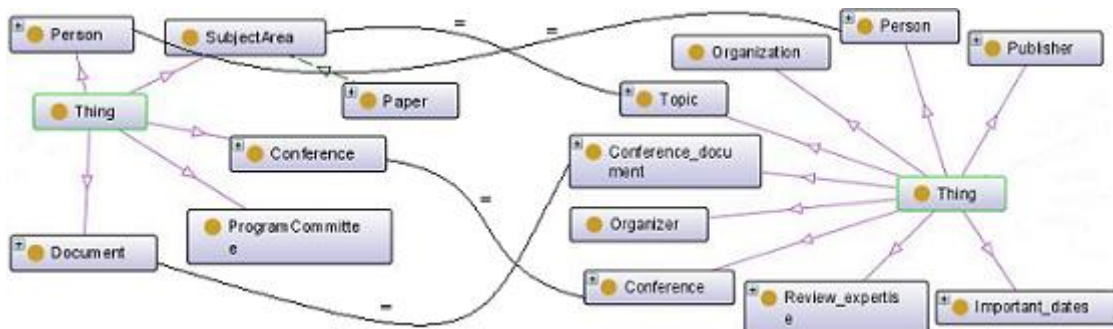 Person
SubjectArea
=
=
Person
Organization
Publisher
Thing
Paper
Topic
Conference
Conference_docu
ment
=
Thing
ProgramCommitte
e
Organizer
Document
=
Conference
Review_expertis
e
Important_dates